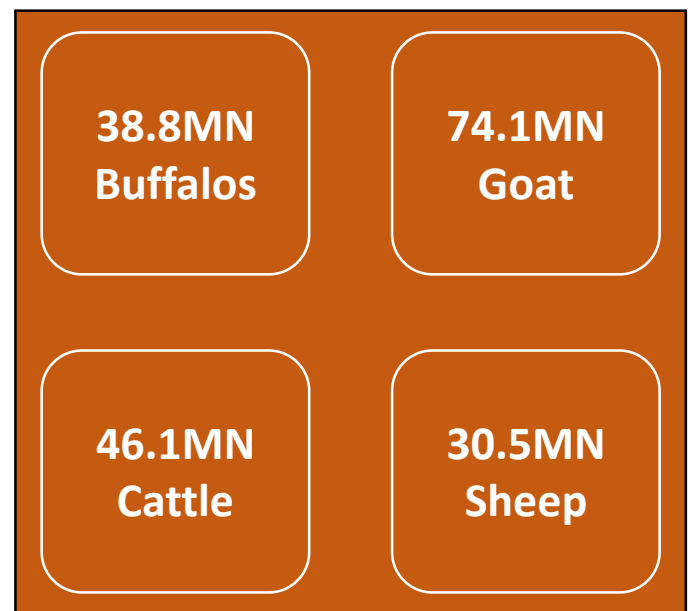 38.8MN
Buffalos
74.1MN
Goat
46.1MN
Cattle
30.5MN
Sheep